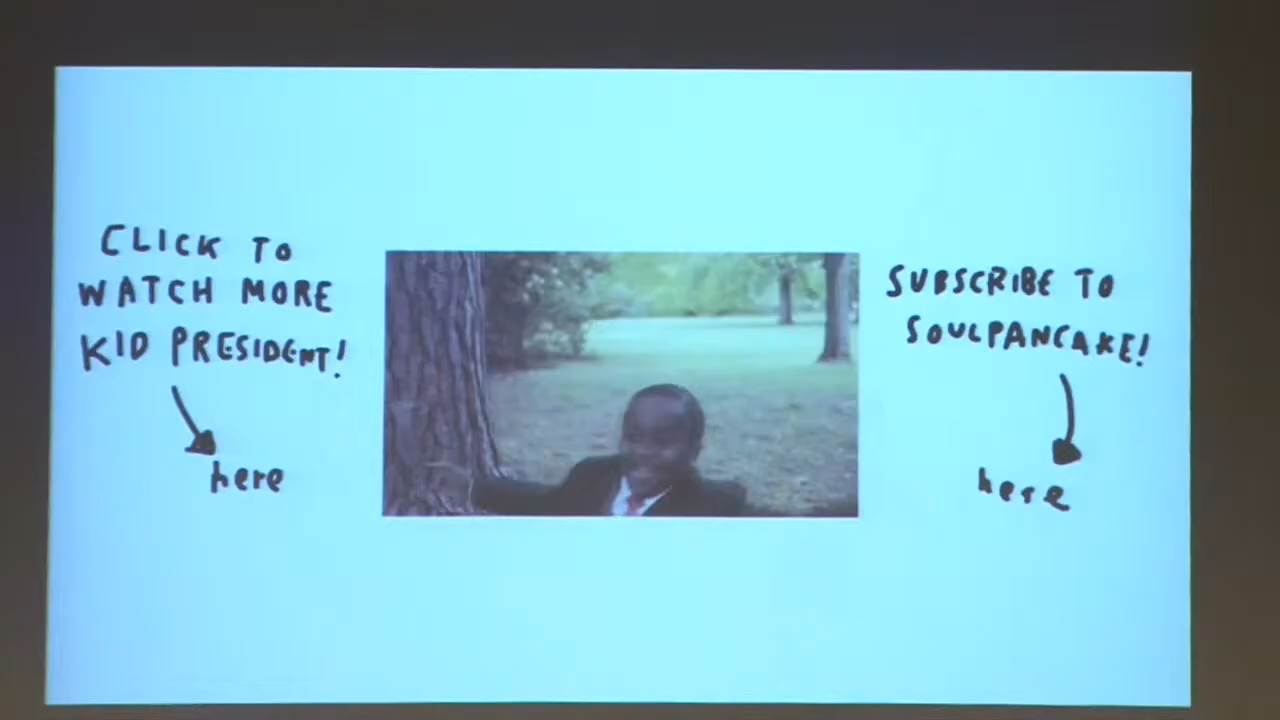 CLICK TO
WATCH MORE
KID PRESIDENT!
here
SUBSCRIBE TO
SOULPANCAKE!
here